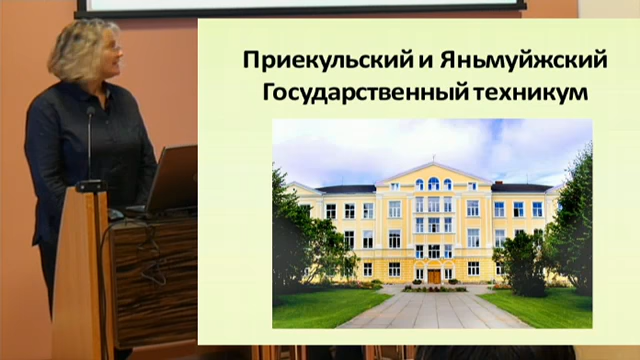 Приекульский и Яньмуйжский
Государственный техникум